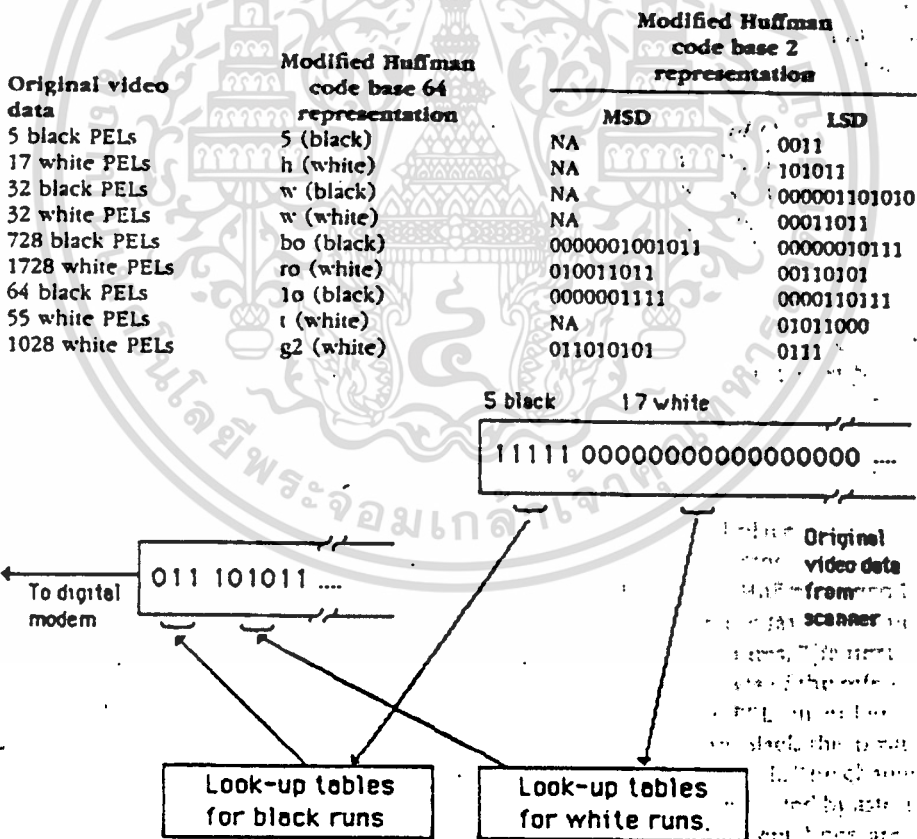 Original video data
Modified Huffman code base 64 representation
Modified Huffman code base 2 representation
MSD LSD
5 black PELs 5 (black) NA 0011
17 white PELs h (white) NA 101011
32 black PELs w (black) NA 000001101010
32 white PELs w (white) NA 00011011
728 black PELs bo (black) 0000001001011 00000010111
1728 white PELs ro (white) 010011011 00110101
64 black PELs 1o (black) 0000001111 0000110111
55 white PELs t (white) NA 01011000
1028 white PELs g2 (white) 011010101 0111
5 black 17 white
11111 00000000000000000 ....
Original
video data
from
scanner
011 101011 ....
To digital
modem
Look-up tables
for black runs
Look-up tables
for white runs.